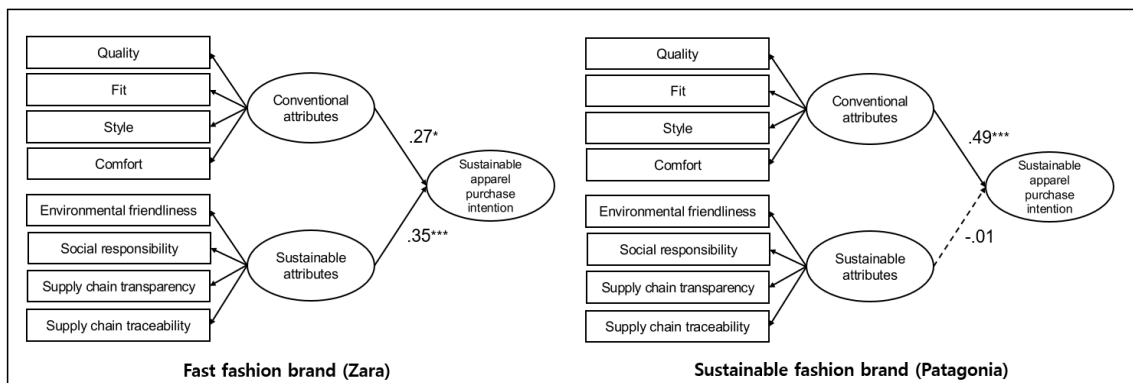 Quality
Fit
Style
Comfort
Conventional
attributes
.27*
Sustainable
apparel
purchase
intention
Environmental friendliness
Social responsibility
Supply chain transparency
Supply chain traceability
Sustainable
attributes
.35***
Fast fashion brand (Zara)
Quality
Fit
Style
Comfort
Conventional
attributes
.49***
Sustainable
apparel
purchase
intention
Environmental friendliness
Social responsibility
Supply chain transparency
Supply chain traceability
Sustainable
attributes
-.01
Sustainable fashion brand (Patagonia)